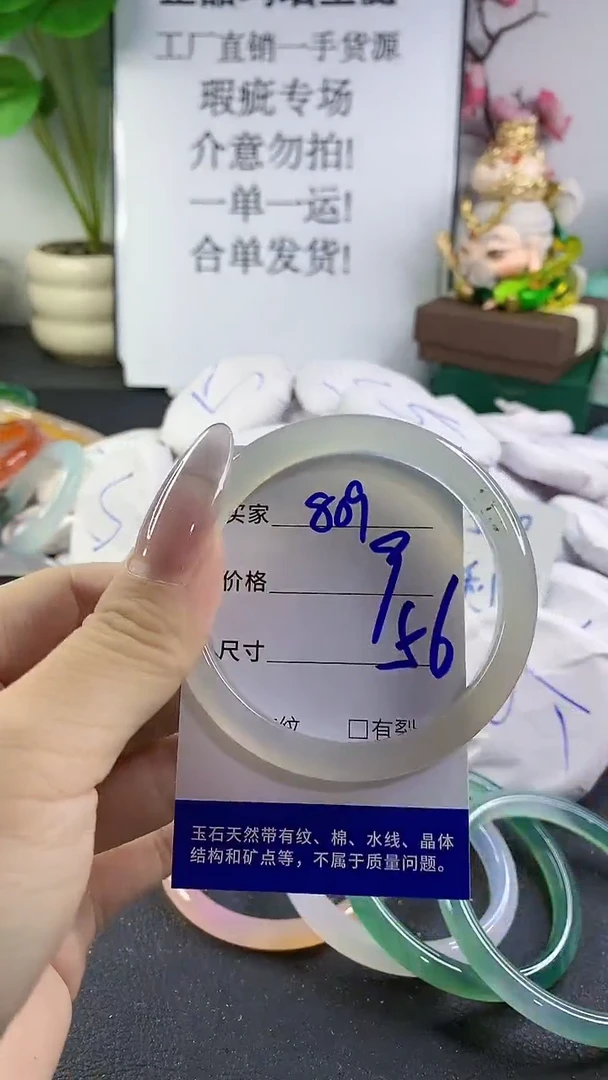 工厂直销一手货源
瑕疵专场
介意勿拍!
一单一运!
合单发货!
买家 809
价格 9
尺寸 56
纹 □有裂
玉石天然带有纹、棉、水线、晶体
结构和矿点等，不属于质量问题。